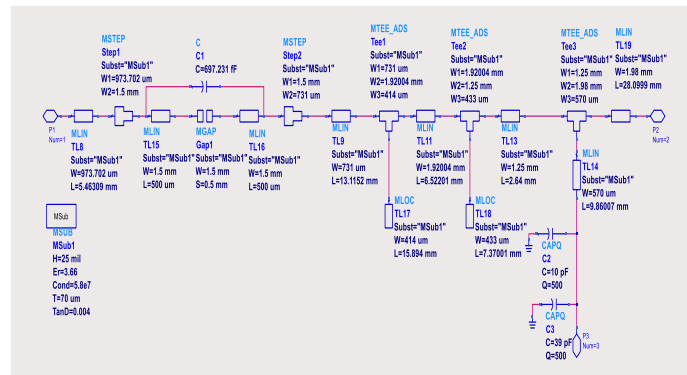 MSTEP
Step1
Subst="MSub1"
W1=973.702 um
W2=1.5 mm
C
C1
C=697.231 fF
MSTEP
Step2
Subst="MSub1"
W1=1.5 mm
W2=731 um
MTEE_ADS
Tee1
Subst="MSub1"
W1=731 um
W2=1.92004 mm
W3=414 um
MTEE_ADS
Tee2
Subst="MSub1"
W1=1.92004 mm
W2=1.25 mm
W3=433 um
MTEE_ADS
Tee3
Subst="MSub1"
W1=1.25 mm
W2=1.98 mm
W3=570 um
MLIN
TL19
Subst="MSub1"
W=1.98 mm
L=28.0999 mm
P1
Num=1
MLIN
TL8
Subst="MSub1"
W=973.702 um
L=5.46309 mm
MLIN
TL15
Subst="MSub1"
W=1.5 mm
L=500 um
MGAP
Gap1
Subst="MSub1"
W=1.5 mm
S=0.5 mm
MLIN
TL16
Subst="MSub1"
W=1.5 mm
L=500 um
MLIN
TL9
Subst="MSub1"
W=731 um
L=13.1152 mm
MLIN
TL11
Subst="MSub1"
W=1.92004 mm
L=6.52201 mm
MLIN
TL13
Subst="MSub1"
W=1.25 mm
L=2.64 mm
P2
Num=2
MLIN
TL14
Subst="MSub1"
W=570 um
L=9.86007 mm
MLOC
TL17
Subst="MSub1"
W=414 um
L=15.894 mm
MLOC
TL18
Subst="MSub1"
W=433 um
L=7.37001 mm
MSub
MSUB
MSub1
H=25 mil
Er=3.66
Cond=5.8e7
T=70 um
TanD=0.004
CAPQ
C2
C=10 pF
Q=500
CAPQ
C3
C=39 pF
Q=500
P3
Num=3